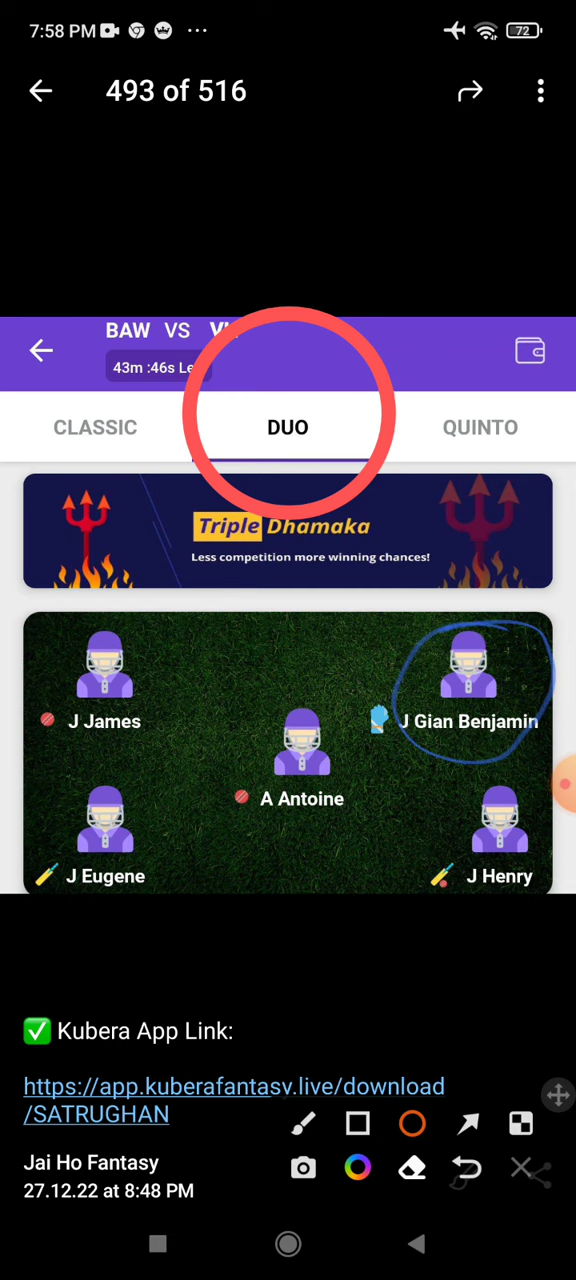 7:58 PM
72
493 of 516
BAW VS
43m :46s Le
CLASSIC DUO QUINTO
Triple Dhamaka
Less competition more winning chances!
J James
J Gian Benjamin
A Antoine
J Eugene
J Henry
✅ Kubera App Link:
https://app.kuberafantasy.live/download
/SATRUGHAN
Jai Ho Fantasy
27.12.22 at 8:48 PM